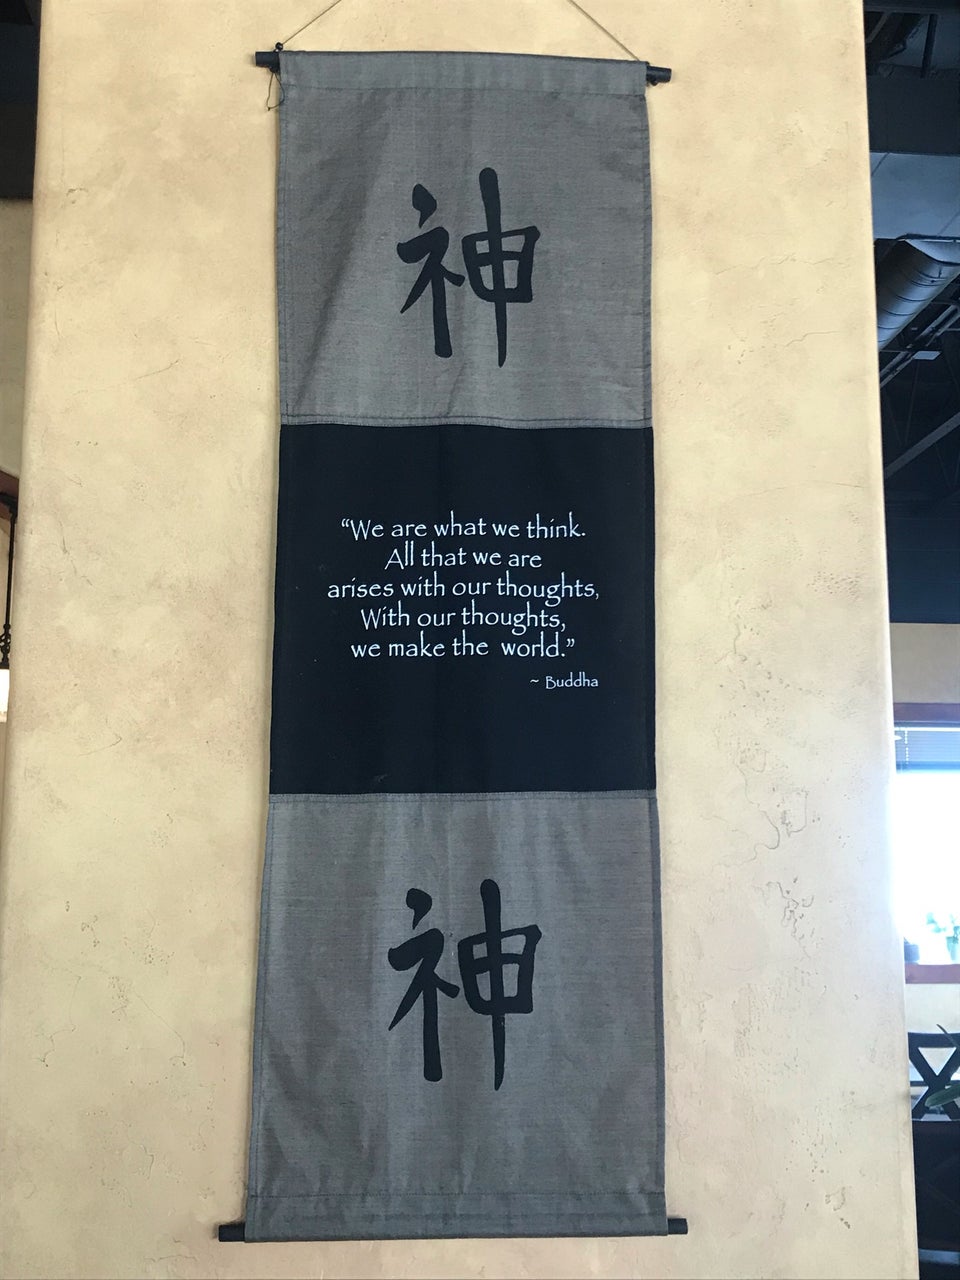 神
“We are what we think.
All that we are
arises with our thoughts,
With our thoughts,
we make the world.”
~ Buddha
神